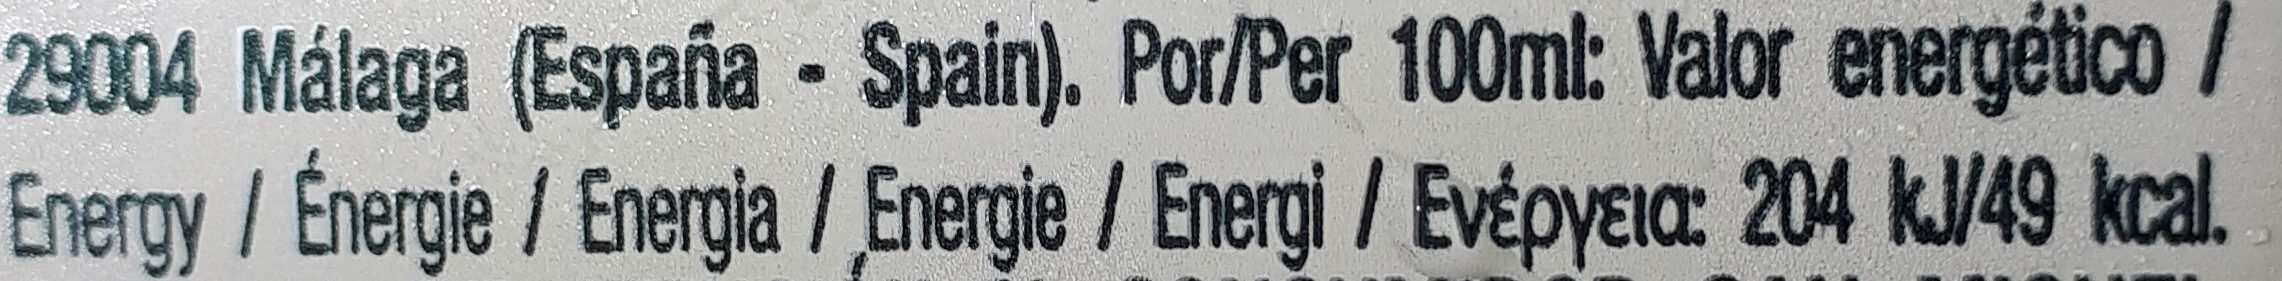 29004 Málaga (España - Spain). Por/Per 100ml: Valor energético /
Energy / Énergie / Energia / Energie / Energi / Ενέργεια: 204 kJ/49 kcal.